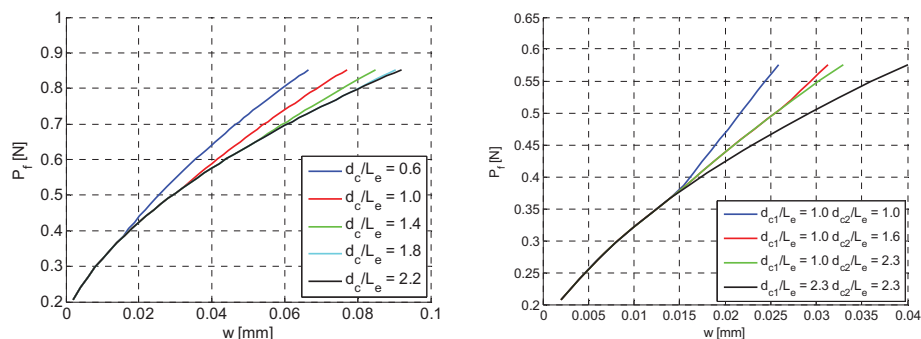 1
0.9
0.8
0.7
0.6
0.5
0.4
0.3
0.2
P_f [N]
0
0.02
0.04
0.06
0.08
0.1
w [mm]
d_c/L_e = 0.6
d_c/L_e = 1.0
d_c/L_e = 1.4
d_c/L_e = 1.8
d_c/L_e = 2.2
0.65
0.6
0.55
0.5
0.45
0.4
0.35
0.3
0.25
0.2
P_f [N]
0
0.005
0.01
0.015
0.02
0.025
0.03
0.035
0.04
w [mm]
d_c1/L_e = 1.0 d_c2/L_e = 1.0
d_c1/L_e = 1.0 d_c2/L_e = 1.6
d_c1/L_e = 1.0 d_c2/L_e = 2.3
d_c1/L_e = 2.3 d_c2/L_e = 2.3